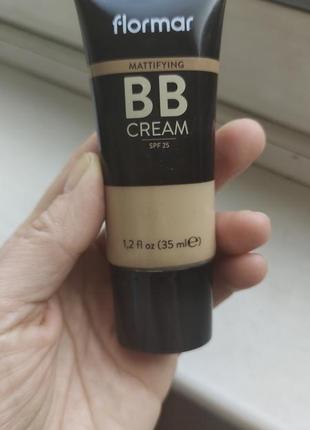 flormar
MATTIFYING
BB
CREAM
SPF 25
1,2 fl oz (35 ml℮)